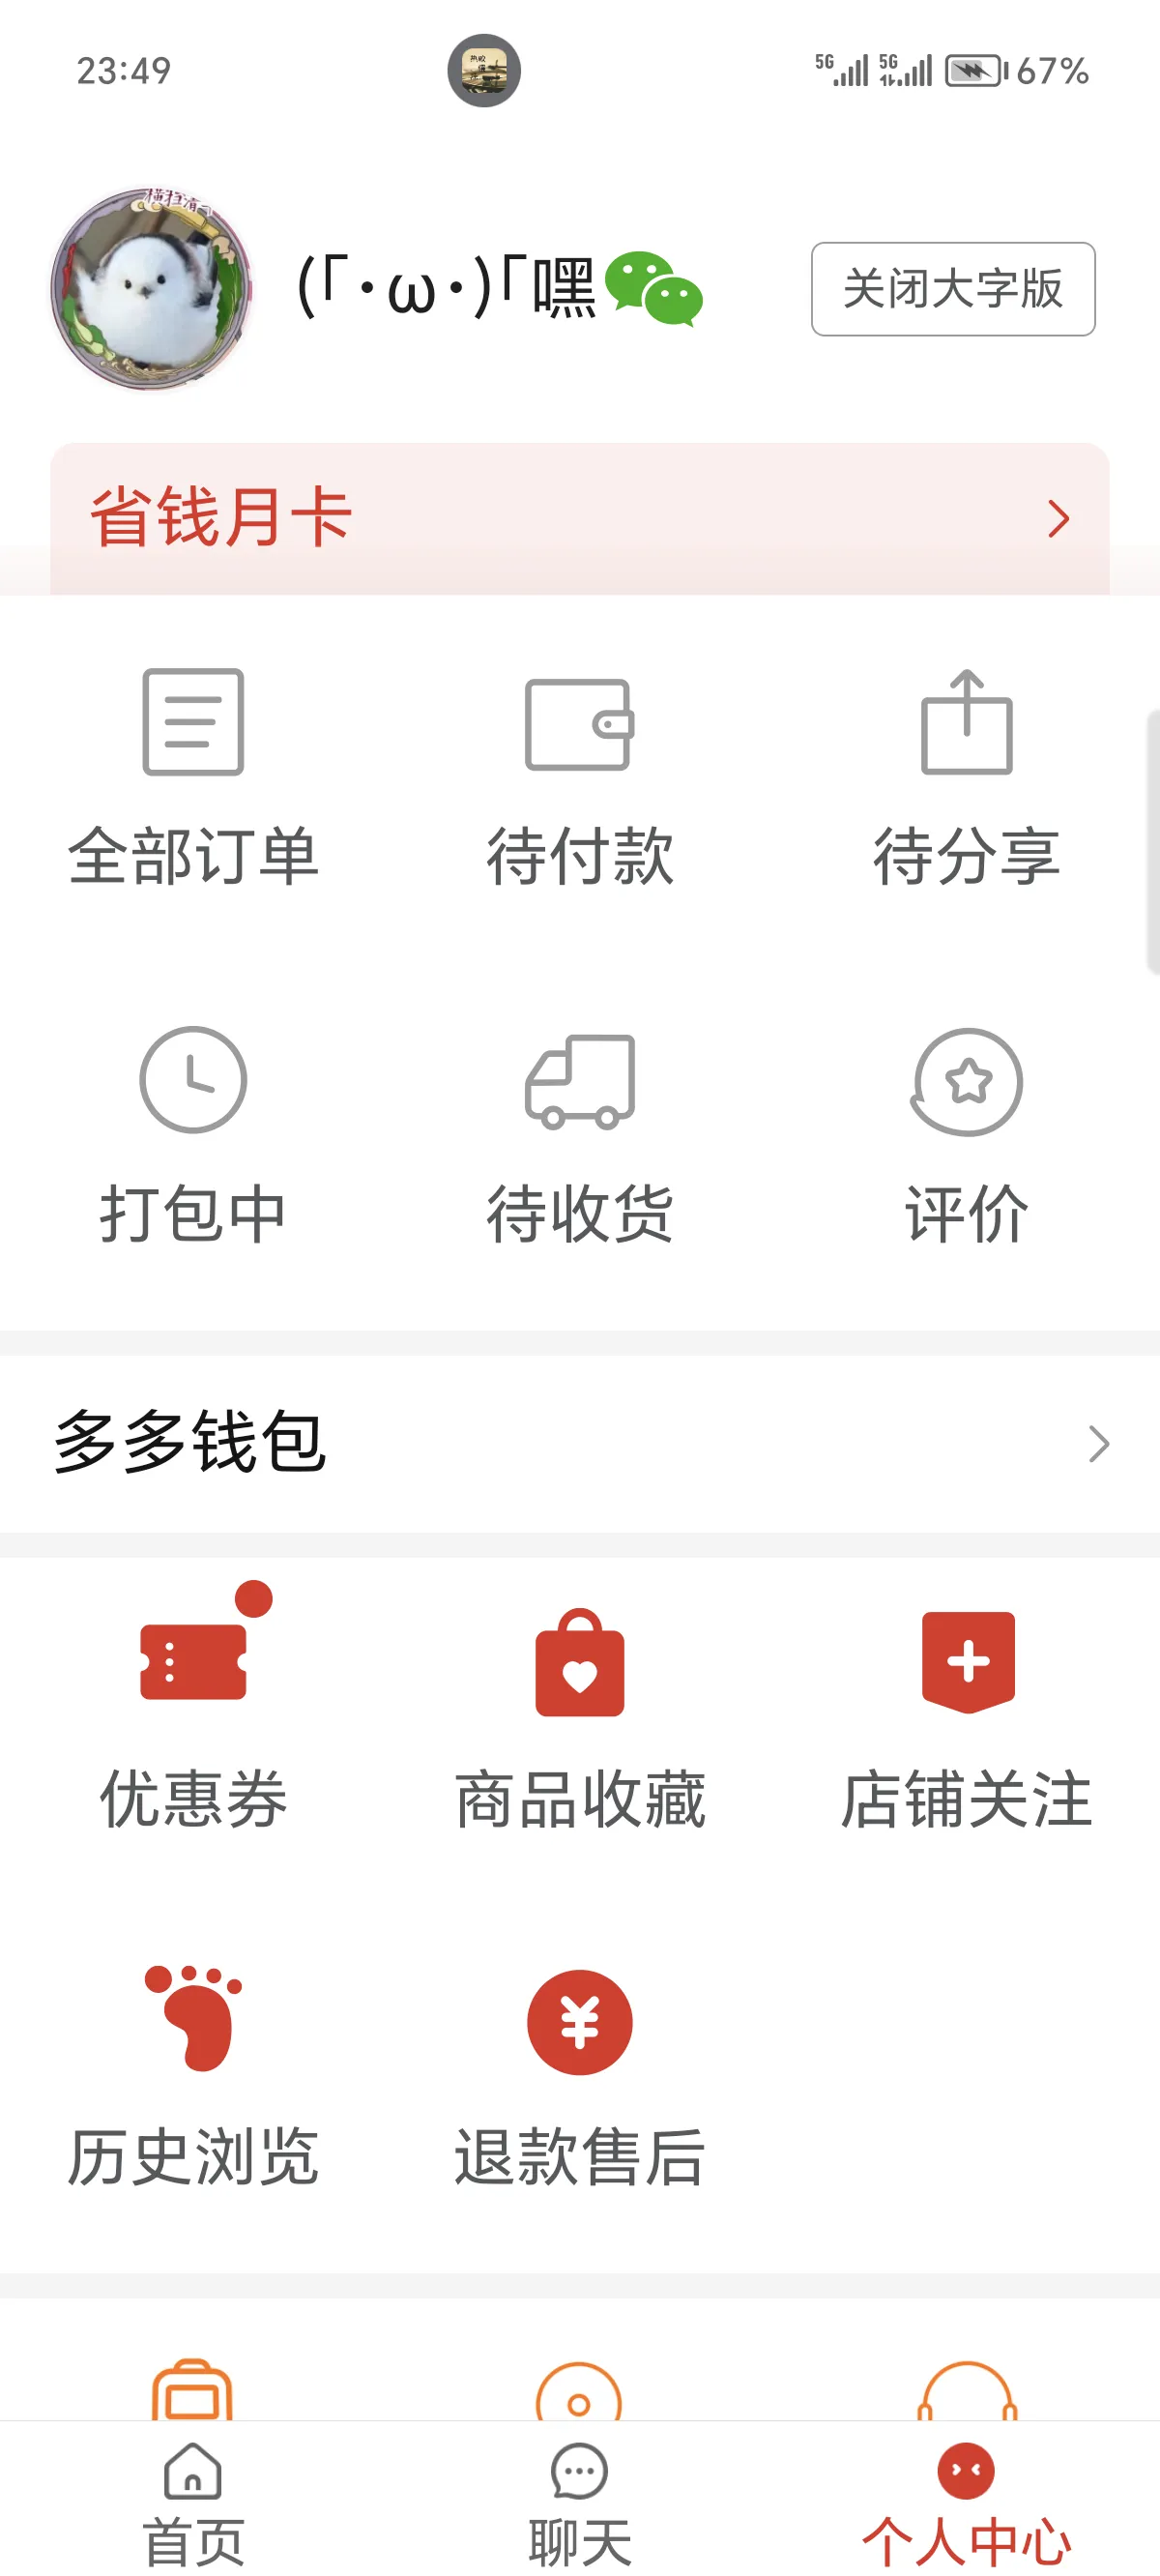 23:49
5G 5G 67%
横扫清
(「･ω･)「嘿
关闭大字版
省钱月卡
全部订单 待付款 待分享
打包中 待收货 评价
多多钱包
优惠券 商品收藏 店铺关注
历史浏览 退款售后
首页 聊天 个人中心